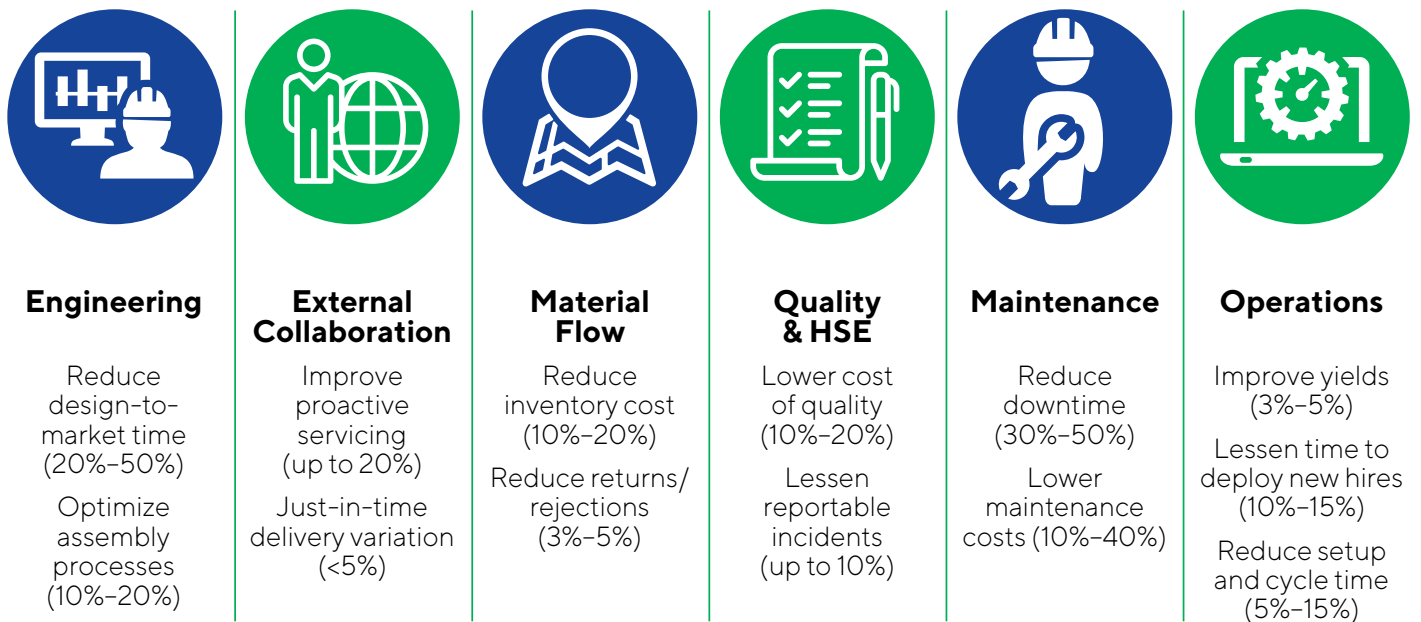 Engineering
Reduce
design-to-
market time
(20%–50%)
Optimize
assembly
processes
(10%–20%)
External
Collaboration
Improve
proactive
servicing
(up to 20%)
Just-in-time
delivery variation
(<5%)
Material
Flow
Reduce
inventory cost
(10%–20%)
Reduce returns/
rejections
(3%–5%)
Quality
& HSE
Lower cost
of quality
(10%–20%)
Lessen
reportable
incidents
(up to 10%)
Maintenance
Reduce
downtime
(30%–50%)
Lower
maintenance
costs (10%–40%)
Operations
Improve yields
(3%–5%)
Lessen time to
deploy new hires
(10%–15%)
Reduce setup
and cycle time
(5%–15%)